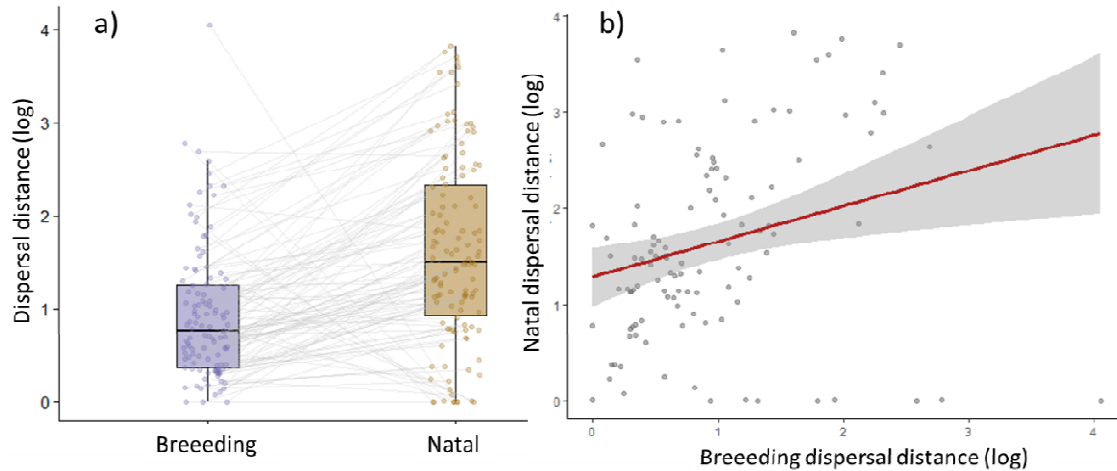 a)
Dispersal distance (log)
4
3
2
1
0
Breeeding
Natal
b)
Natal dispersal distance (log)
4
3
2
1
0
0
1
2
3
4
Breeeding dispersal distance (log)